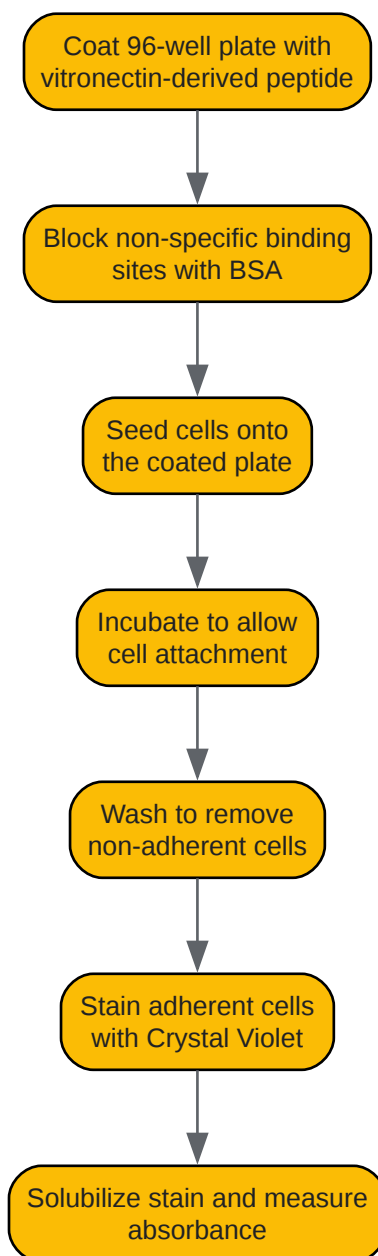 Coat 96-well plate with
vitronectin-derived peptide
Block non-specific binding
sites with BSA
Seed cells onto
the coated plate
Incubate to allow
cell attachment
Wash to remove
non-adherent cells
Stain adherent cells
with Crystal Violet
Solubilize stain and measure
absorbance